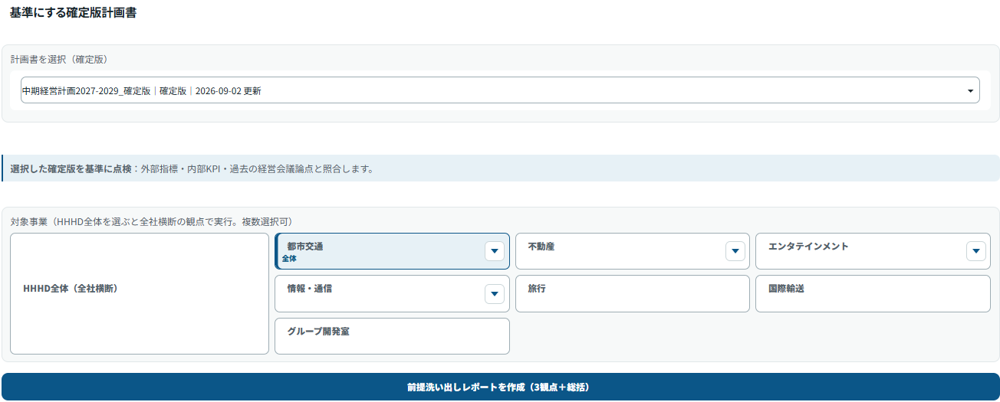 基準にする確定版計画書
計画書を選択（確定版）
中期経営計画2027-2029_確定版｜確定版｜2026-09-02 更新
選択した確定版を基準に点検：外部指標・内部KPI・過去の経営会議論点と照合します。
対象事業（HHHD全体を選ぶと全社横断の観点で実行。複数選択可）
HHHD全体（全社横断）
都市交通
全体
不動産
エンタテインメント
情報・通信
旅行
国際輸送
グループ開発室
前提洗い出しレポートを作成（3観点＋総括）